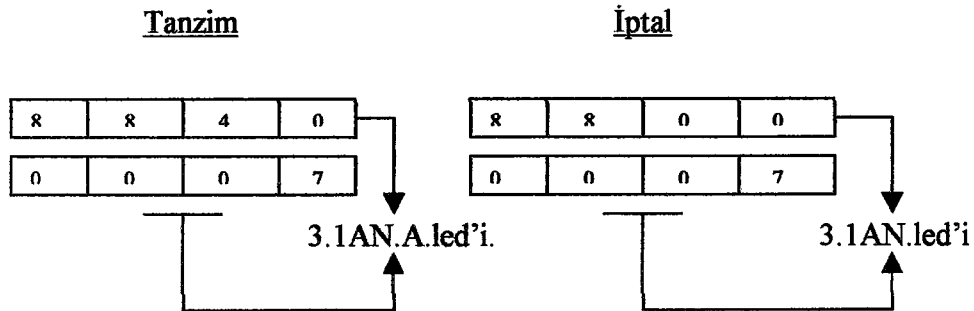 Tanzim İptal
8 8 4 0 8 8 0 0
0 0 0 7 0 0 0 7
3.1AN.A.led’i. 3.1AN.led’i